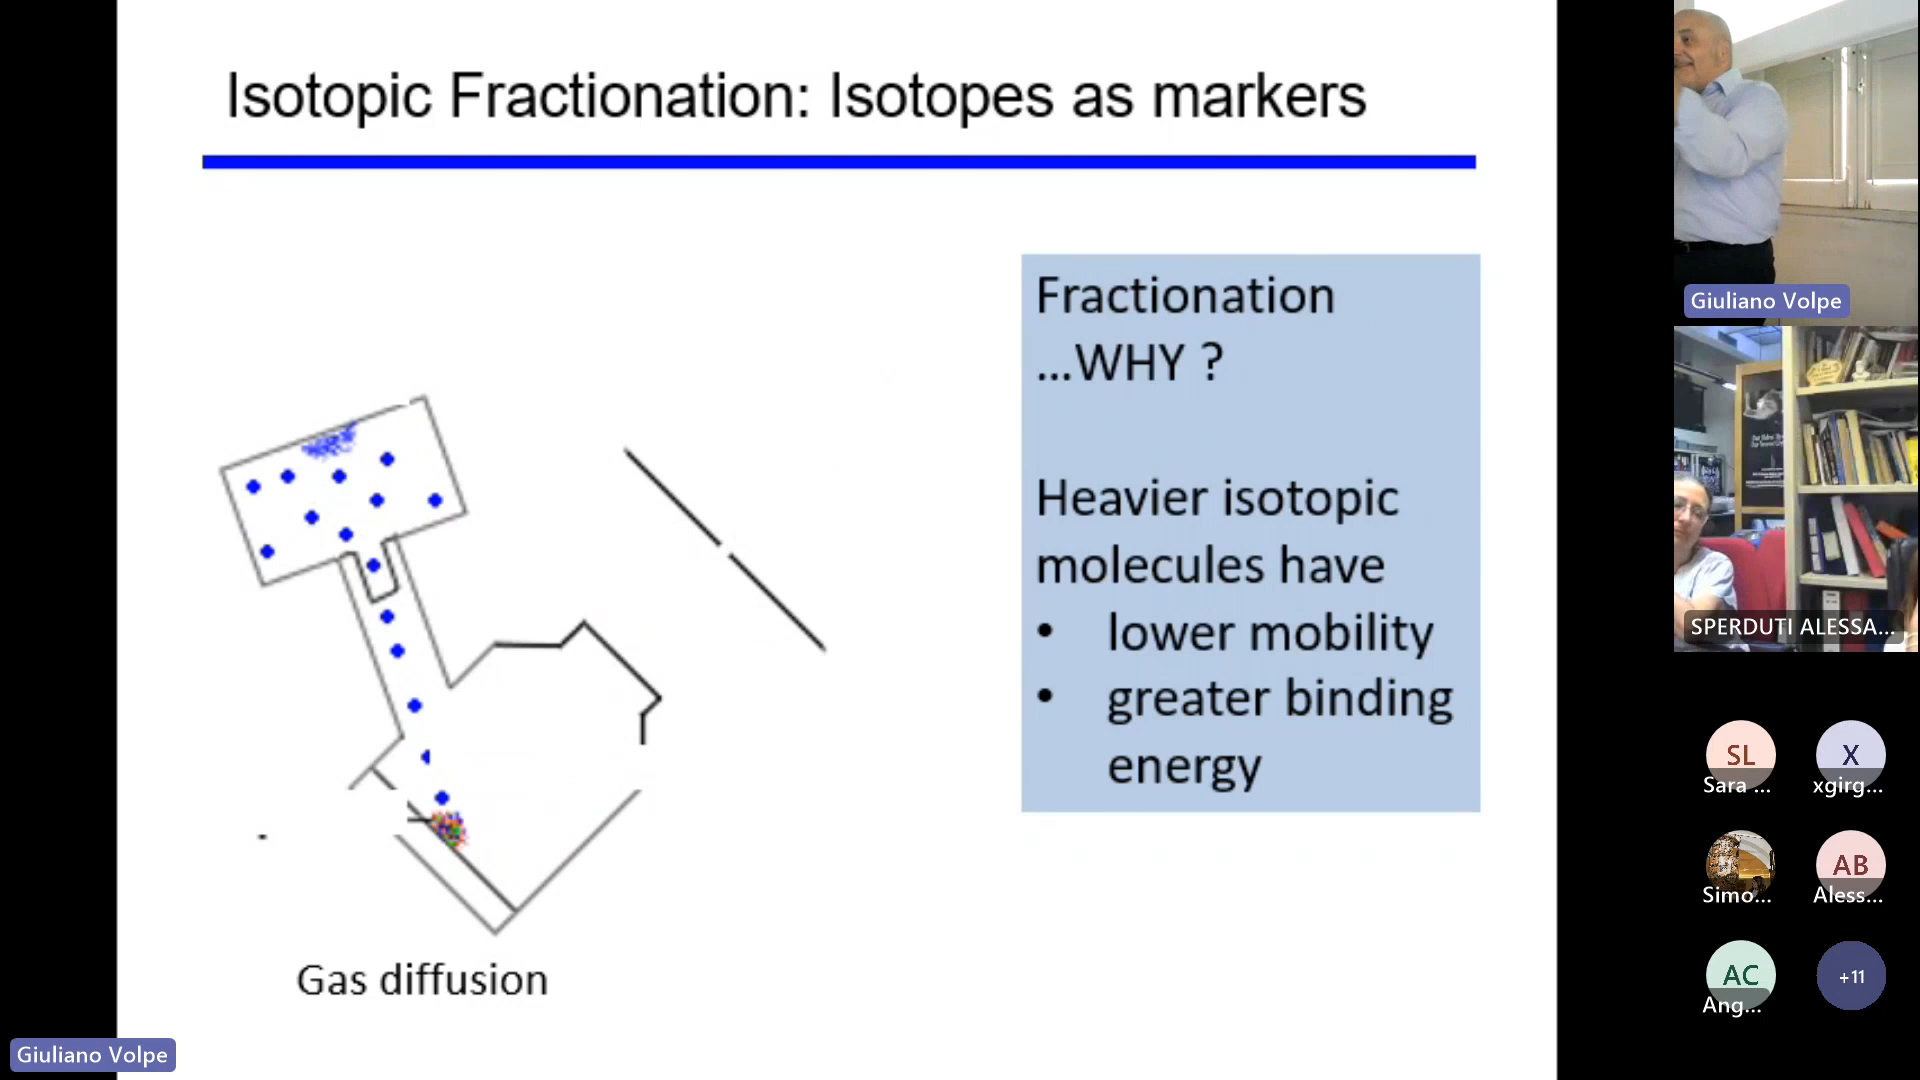 Isotopic Fractionation: Isotopes as markers
Fractionation
...WHY ?
Heavier isotopic
molecules have
• lower mobility
• greater binding
energy
Gas diffusion
Giuliano Volpe
Giuliano Volpe
SPERDUTI ALESSA...
SL
Sara ...
X
xgirg...
Simo...
AB
Aless...
AC
Ang...
+11